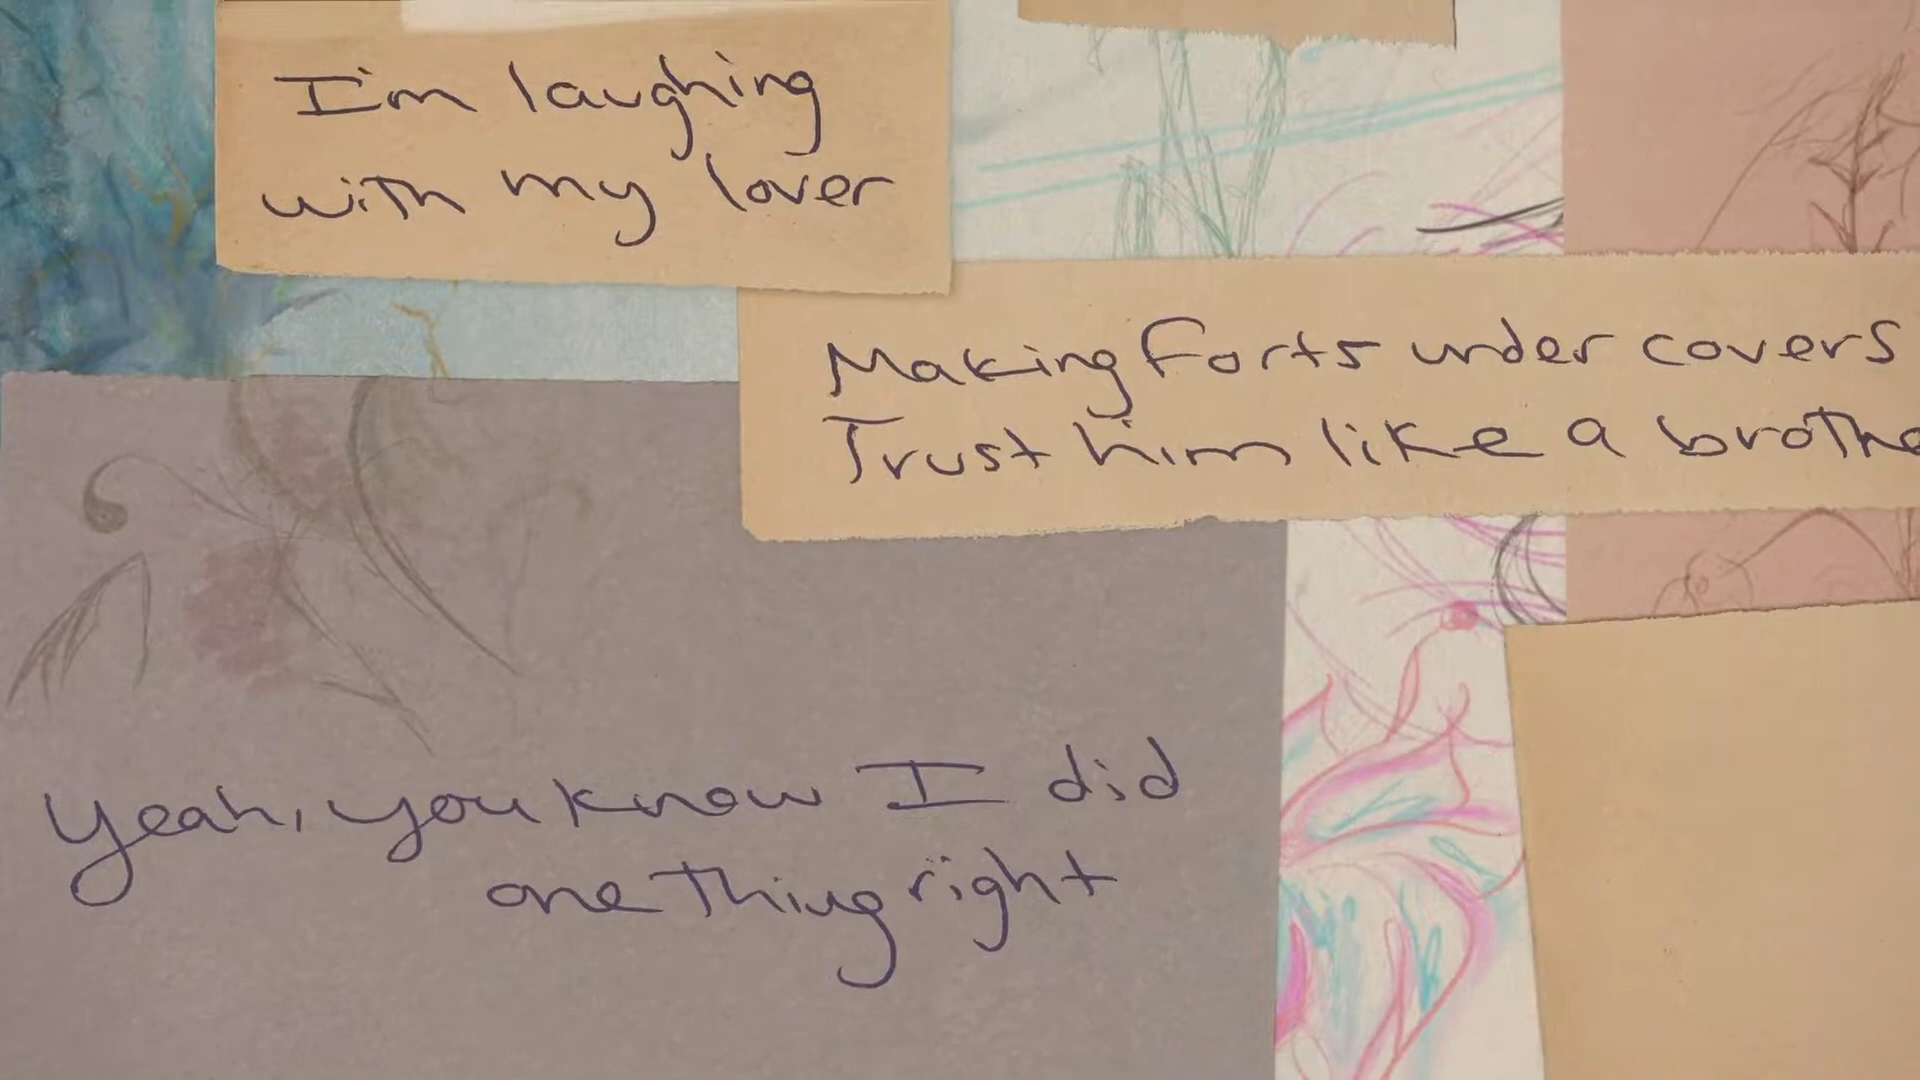 I'm laughing
with my lover
Making forts under covers
Trust him like a brothe
Yeah, you know I did
one thing right